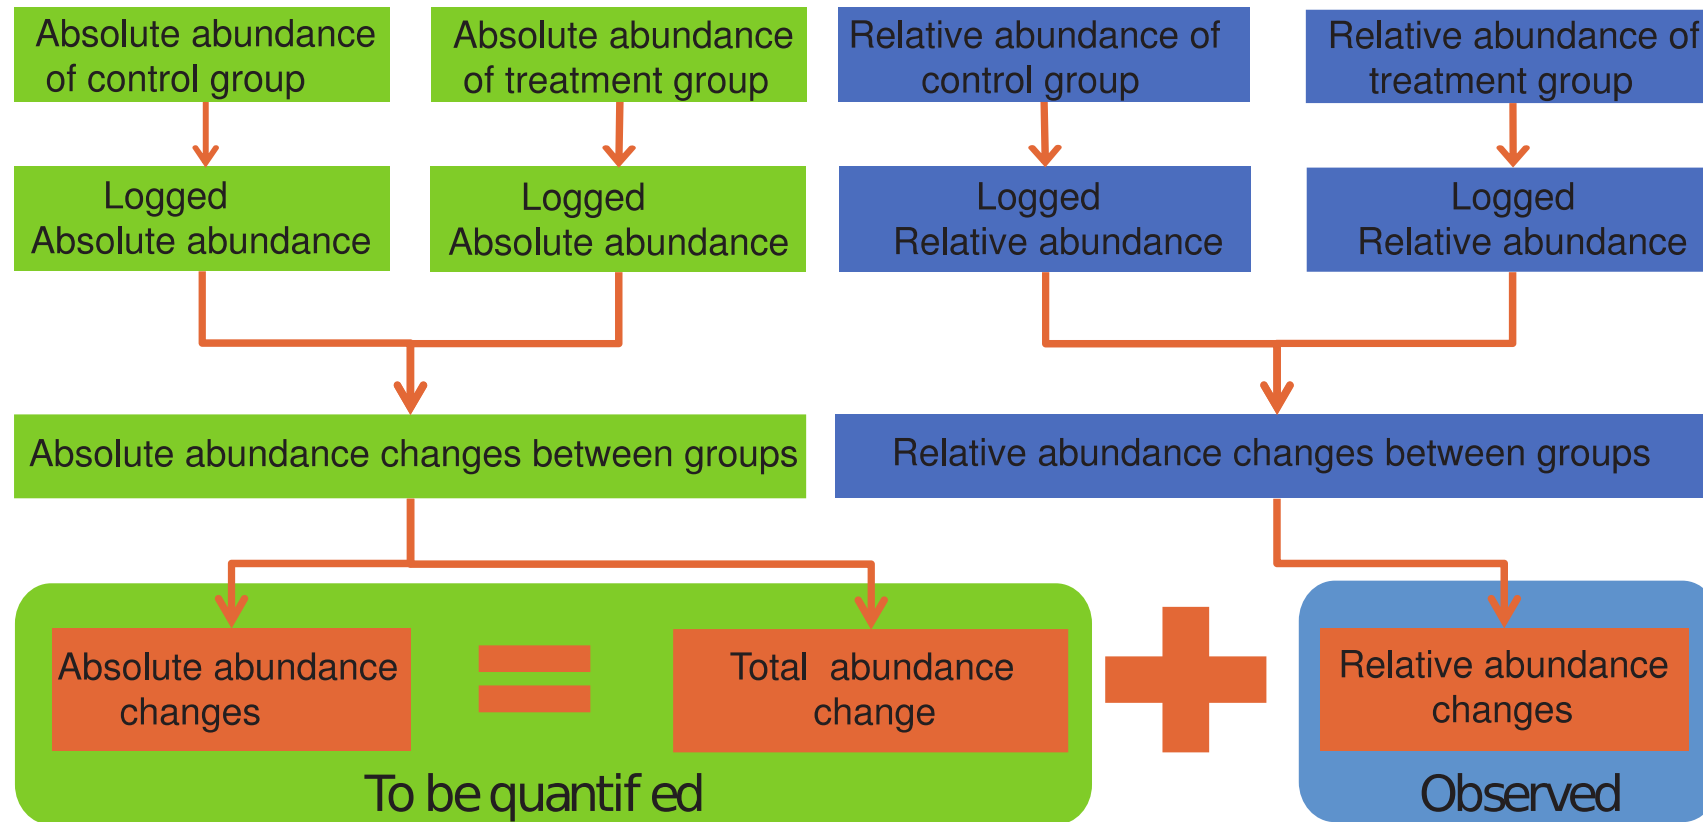 Absolute abundance
of control group
Absolute abundance
of treatment group
Relative abundance of
control group
Relative abundance of
treatment group
Logged
Absolute abundance
Logged
Absolute abundance
Logged
Relative abundance
Logged
Relative abundance
Absolute abundance changes between groups
Relative abundance changes between groups
Absolute abundance
changes
=
Total abundance
change
+
Relative abundance
changes
To be quantif ed
Observed